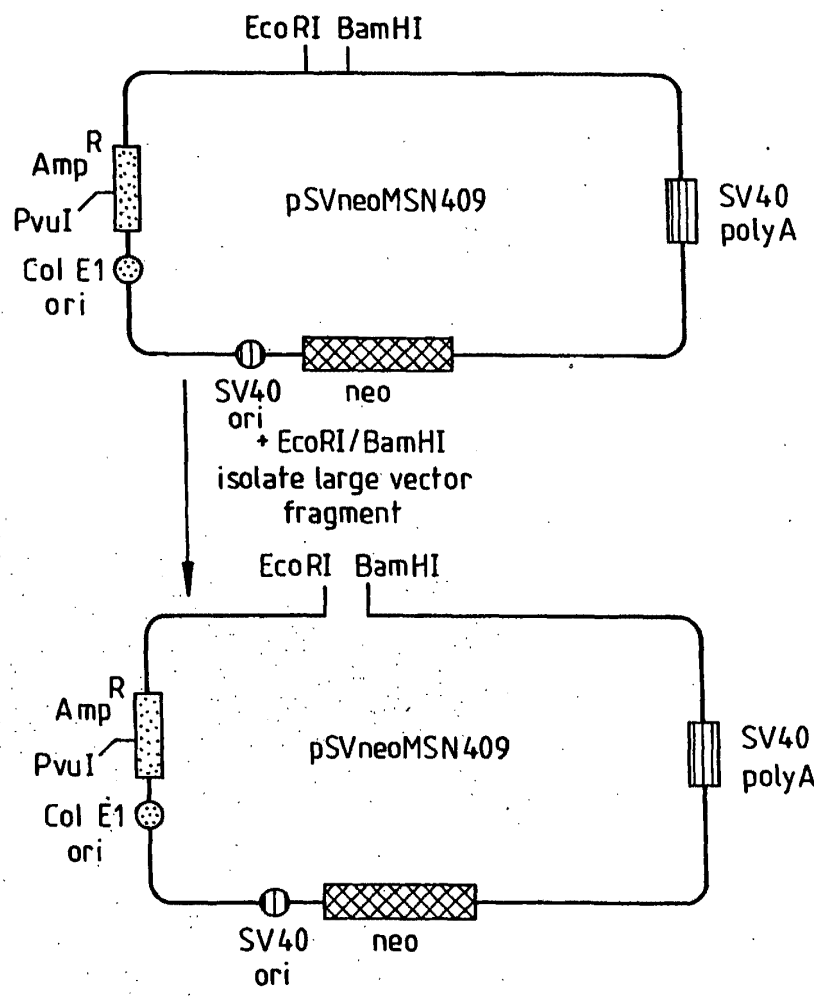 EcoRI BamHI
Amp R
PvuI
Col E1
ori
pSVneoMSN409
SV40
polyA
SV40
ori
neo
+ EcoRI/BamHI
isolate large vector
fragment
EcoRI BamHI
Amp R
PvuI
Col E1
ori
pSVneoMSN409
SV40
polyA
SV40
ori
neo